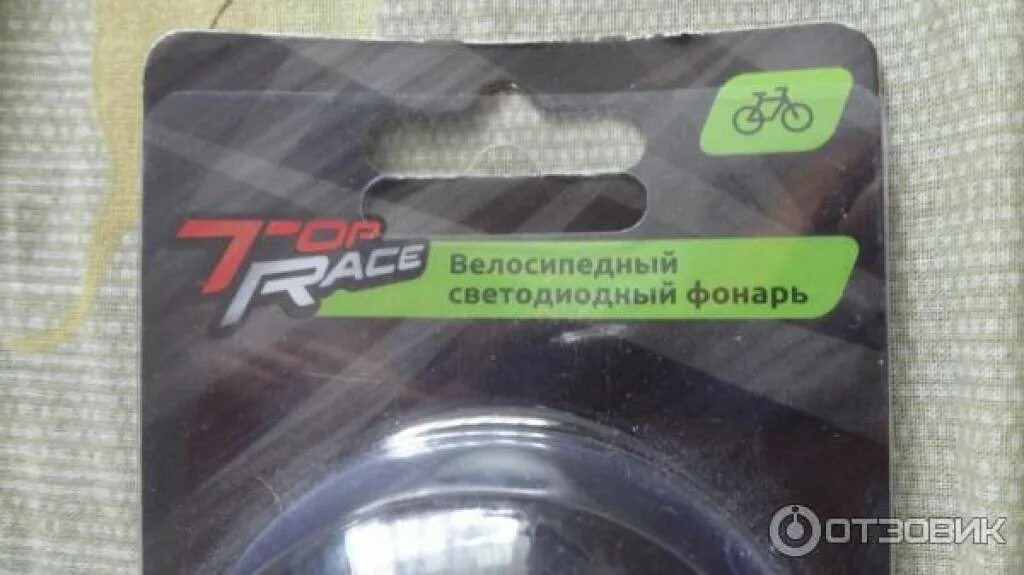 TOP
RACE
Велосипедный
светодиодный фонарь
ОТЗОВИК